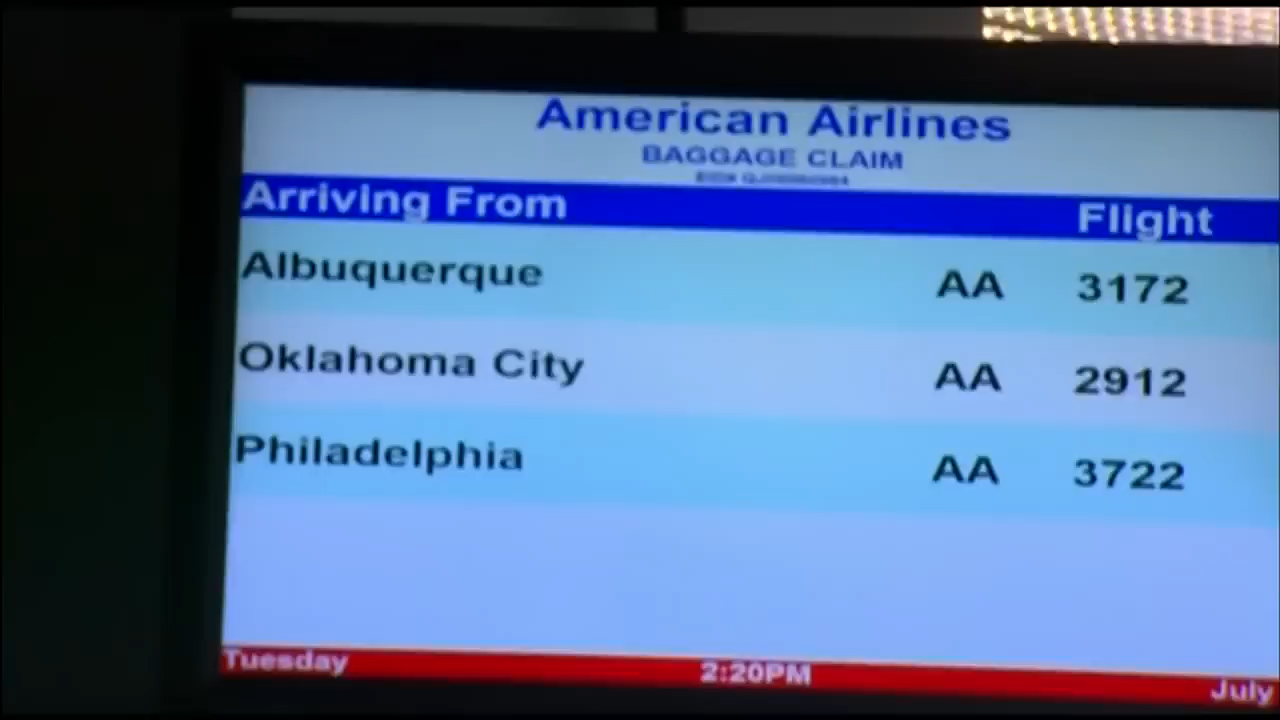 American Airlines
BAGGAGE CLAIM
Arriving From Flight
Albuquerque AA 3172
Oklahoma City AA 2912
Philadelphia AA 3722
Tuesday 2:20PM July